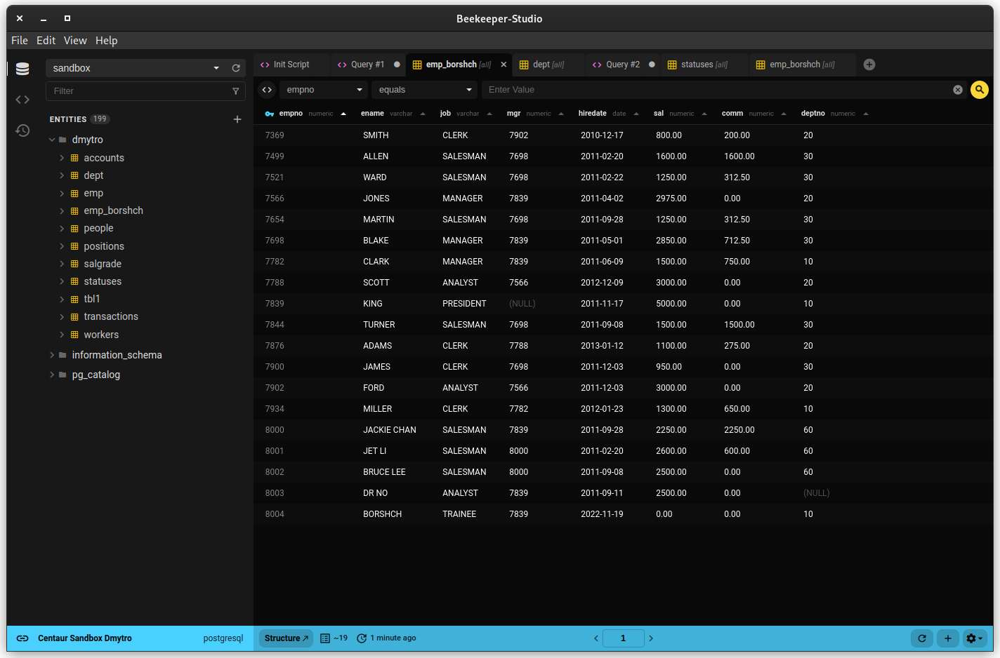 Beekeeper-Studio
File Edit View Help
sandbox
Filter
ENTITIES 199
dmytro
accounts
dept
emp
emp_borshch
people
positions
salgrade
statuses
tbl1
transactions
workers
information_schema
pg_catalog
Init Script Query #1 emp_borshch [all] dept [all] Query #2 statuses [all] emp_borshch [all]
empno equals Enter Value
empno numeric ename varchar job varchar mgr numeric hiredate date sal numeric comm numeric deptno numeric
7369 SMITH CLERK 7902 2010-12-17 800.00 200.00 20
7499 ALLEN SALESMAN 7698 2011-02-20 1600.00 1600.00 30
7521 WARD SALESMAN 7698 2011-02-22 1250.00 312.50 30
7566 JONES MANAGER 7839 2011-04-02 2975.00 0.00 20
7654 MARTIN SALESMAN 7698 2011-09-28 1250.00 312.50 30
7698 BLAKE MANAGER 7839 2011-05-01 2850.00 712.50 30
7782 CLARK MANAGER 7839 2011-06-09 1500.00 750.00 10
7788 SCOTT ANALYST 7566 2012-12-09 3000.00 0.00 20
7839 KING PRESIDENT (NULL) 2011-11-17 5000.00 0.00 10
7844 TURNER SALESMAN 7698 2011-09-08 1500.00 1500.00 30
7876 ADAMS CLERK 7788 2013-01-12 1100.00 275.00 20
7900 JAMES CLERK 7698 2011-12-03 950.00 0.00 30
7902 FORD ANALYST 7566 2011-12-03 3000.00 0.00 20
7934 MILLER CLERK 7782 2012-01-23 1300.00 650.00 10
8000 JACKIE CHAN SALESMAN 7839 2011-09-28 2250.00 2250.00 60
8001 JET LI SALESMAN 8000 2011-02-20 2600.00 600.00 60
8002 BRUCE LEE SALESMAN 8000 2011-09-08 2500.00 0.00 60
8003 DR NO ANALYST 7839 2011-09-11 2500.00 0.00 (NULL)
8004 BORSHCH TRAINEE 7839 2022-11-19 0.00 0.00 10
Centaur Sandbox Dmytro postgresql Structure ~19 1 minute ago 1